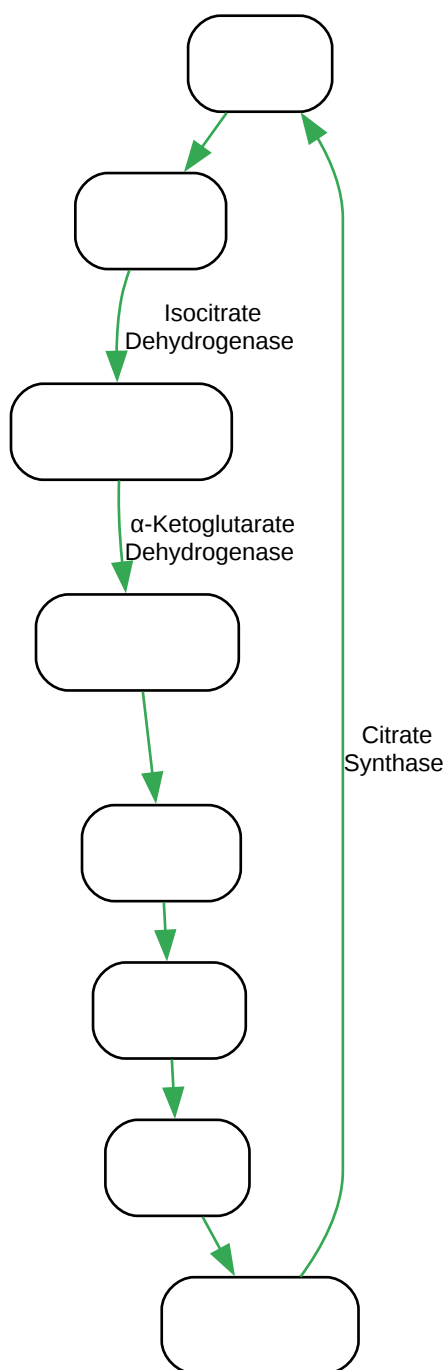 Isocitrate
Dehydrogenase
α-Ketoglutarate
Dehydrogenase
Citrate
Synthase